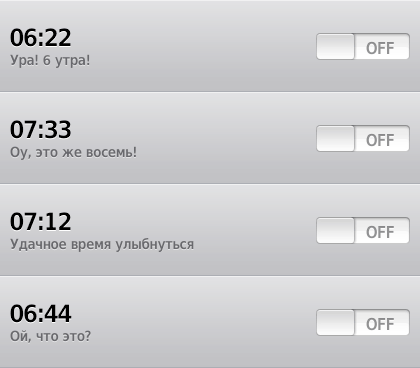 06:22
OFF
Ура! 6 утра!
07:33
OFF
Оу, это же восемь!
07:12
OFF
Удачное время улыбнуться
06:44
OFF
Ой, что это?